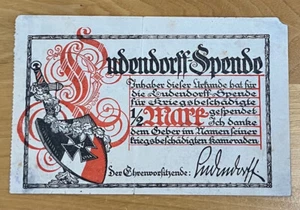 Ludendorff-Spende
Inhaber dieser Urkunde hat für
die Ludendorff-Spende
für Kriegsbeschädigte
1/2 Mark gespendet
Ich danke
dem Geber im Namen seiner
kriegsbeschädigten Kameraden.
Der Ehrenvorsitzende: Ludendorff